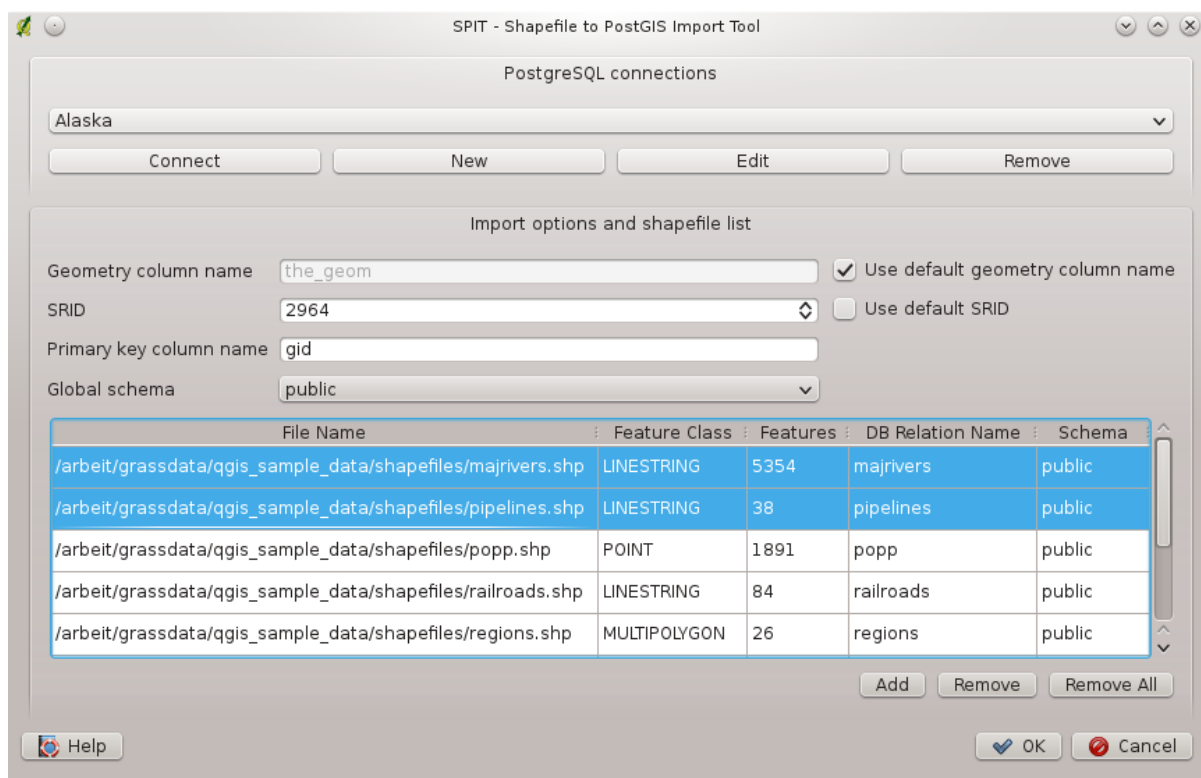 SPIT - Shapefile to PostGIS Import Tool
PostgreSQL connections
Alaska
Connect New Edit Remove
Import options and shapefile list
Geometry column name the_geom Use default geometry column name
SRID 2964 Use default SRID
Primary key column name gid
Global schema public
File Name Feature Class Features DB Relation Name Schema
/arbeit/grassdata/qgis_sample_data/shapefiles/majrivers.shp LINESTRING 5354 majrivers public
/arbeit/grassdata/qgis_sample_data/shapefiles/pipelines.shp LINESTRING 38 pipelines public
/arbeit/grassdata/qgis_sample_data/shapefiles/popp.shp POINT 1891 popp public
/arbeit/grassdata/qgis_sample_data/shapefiles/railroads.shp LINESTRING 84 railroads public
/arbeit/grassdata/qgis_sample_data/shapefiles/regions.shp MULTIPOLYGON 26 regions public
Add Remove Remove All
Help OK Cancel